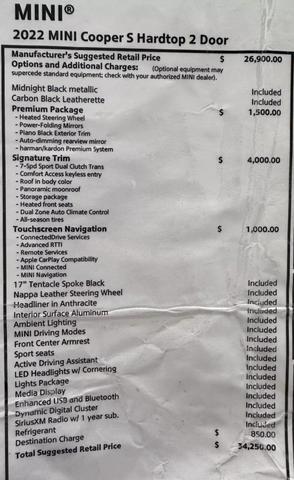 MINI®
2022 MINI Cooper S Hardtop 2 Door
Manufacturer's Suggested Retail Price $ 26,900.00
Options and Additional Charges: (Optional equipment may
supercede standard equipment; check with your authorized MINI dealer).
Midnight Black metallic Included
Carbon Black Leatherette Included
Premium Package $ 1,500.00
- Heated Steering Wheel
- Power-Folding Mirrors
- Piano Black Exterior Trim
- Auto-dimming rearview mirror
- harman/kardon Premium System
Signature Trim $ 4,000.00
- 7-Spd Sport Dual Clutch Trans
- Comfort Access keyless entry
- Roof in body color
- Panoramic moonroof
- Storage package
- Heated front seats
- Dual Zone Auto Climate Control
- All-season tires
Touchscreen Navigation $ 1,000.00
- ConnectedDrive Services
- Advanced RTTI
- Remote Services
- Apple CarPlay Compatibility
- MINI Connected
- MINI Navigation
17" Tentacle Spoke Black Included
Nappa Leather Steering Wheel Included
Headliner in Anthracite Included
Interior Surface Aluminum Included
Ambient Lighting Included
MINI Driving Modes Included
Front Center Armrest Included
Sport seats Included
Active Driving Assistant Included
LED Headlights w/ Cornering Included
Lights Package Included
Media Display Included
Enhanced USB and Bluetooth Included
Dynamic Digital Cluster Included
SiriusXM Radio w/ 1 year sub. Included
Refrigerant Included
Destination Charge $ 850.00
Total Suggested Retail Price $ 34,250.00